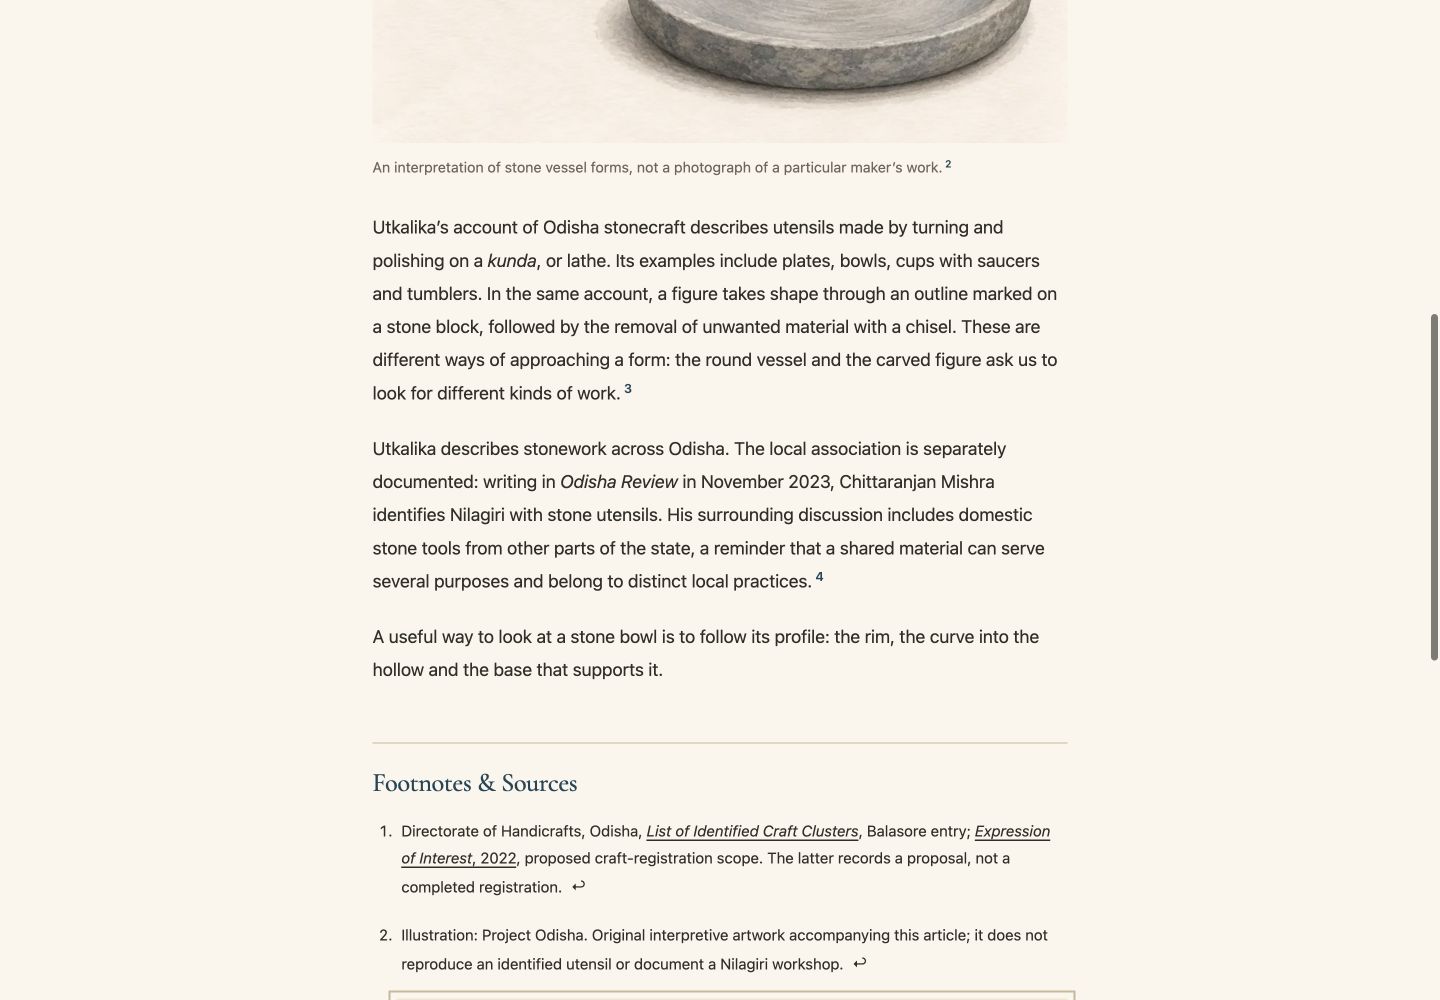 An interpretation of stone vessel forms, not a photograph of a particular maker’s work. 2
Utkalika’s account of Odisha stonecraft describes utensils made by turning and
polishing on a kunda, or lathe. Its examples include plates, bowls, cups with saucers
and tumblers. In the same account, a figure takes shape through an outline marked on
a stone block, followed by the removal of unwanted material with a chisel. These are
different ways of approaching a form: the round vessel and the carved figure ask us to
look for different kinds of work. 3
Utkalika describes stonework across Odisha. The local association is separately
documented: writing in Odisha Review in November 2023, Chittaranjan Mishra
identifies Nilagiri with stone utensils. His surrounding discussion includes domestic
stone tools from other parts of the state, a reminder that a shared material can serve
several purposes and belong to distinct local practices. 4
A useful way to look at a stone bowl is to follow its profile: the rim, the curve into the
hollow and the base that supports it.
Footnotes & Sources
1. Directorate of Handicrafts, Odisha, List of Identified Craft Clusters, Balasore entry; Expression
of Interest, 2022, proposed craft-registration scope. The latter records a proposal, not a
completed registration. ↩
2. Illustration: Project Odisha. Original interpretive artwork accompanying this article; it does not
reproduce an identified utensil or document a Nilagiri workshop. ↩